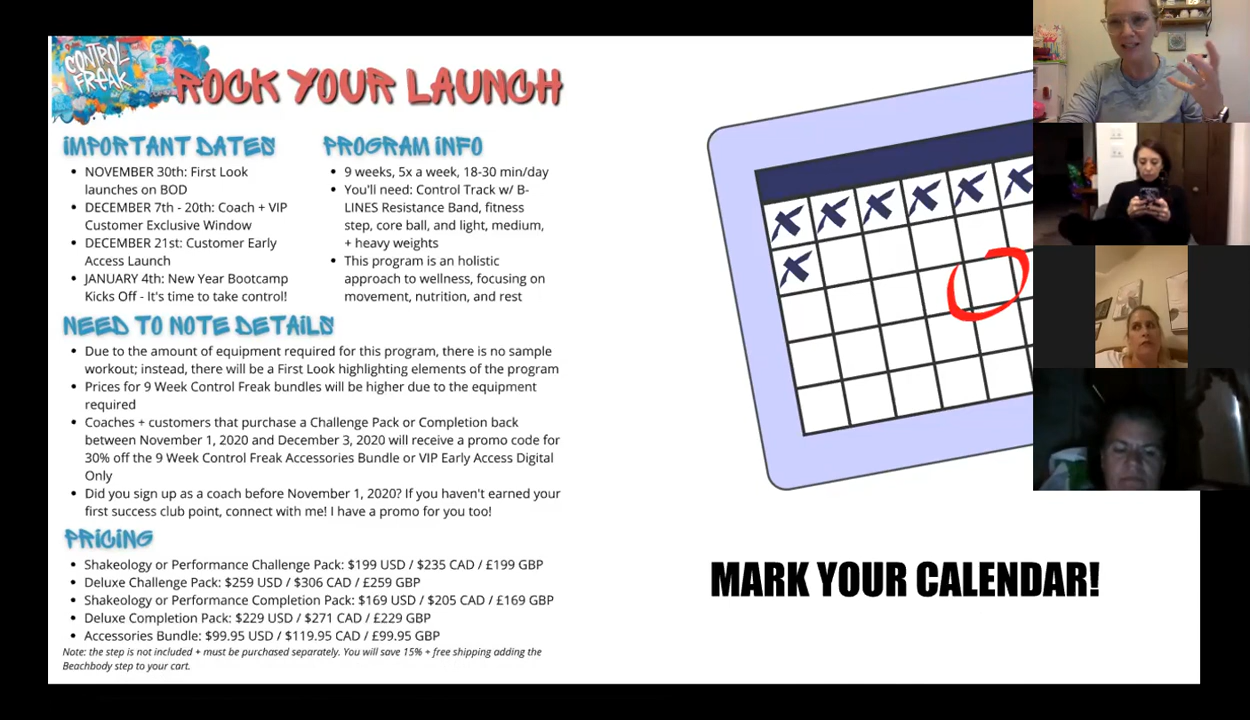 CONTROL
FREAK
ROCK YOUR LAUNCH
IMPORTANT DATES
NOVEMBER 30th: First Look
launches on BOD
DECEMBER 7th - 20th: Coach + VIP
Customer Exclusive Window
DECEMBER 21st: Customer Early
Access Launch
JANUARY 4th: New Year Bootcamp
Kicks Off - It's time to take control!
PROGRAM INFO
9 weeks, 5x a week, 18-30 min/day
You'll need: Control Track w/ B-
LINES Resistance Band, fitness
step, core ball, and light, medium,
+ heavy weights
This program is an holistic
approach to wellness, focusing on
movement, nutrition, and rest
NEED TO NOTE DETAILS
Due to the amount of equipment required for this program, there is no sample
workout; instead, there will be a First Look highlighting elements of the program
Prices for 9 Week Control Freak bundles will be higher due to the equipment
required
Coaches + customers that purchase a Challenge Pack or Completion back
between November 1, 2020 and December 3, 2020 will receive a promo code for
30% off the 9 Week Control Freak Accessories Bundle or VIP Early Access Digital
Only
Did you sign up as a coach before November 1, 2020? If you haven't earned your
first success club point, connect with me! I have a promo for you too!
PRICING
Shakeology or Performance Challenge Pack: $199 USD / $235 CAD / £199 GBP
Deluxe Challenge Pack: $259 USD / $306 CAD / £259 GBP
Shakeology or Performance Completion Pack: $169 USD / $205 CAD / £169 GBP
Deluxe Completion Pack: $229 USD / $271 CAD / £229 GBP
Accessories Bundle: $99.95 USD / $119.95 CAD / £99.95 GBP
Note: the step is not included + must be purchased separately. You will save 15% + free shipping adding the
Beachbody step to your cart.
MARK YOUR CALENDAR!